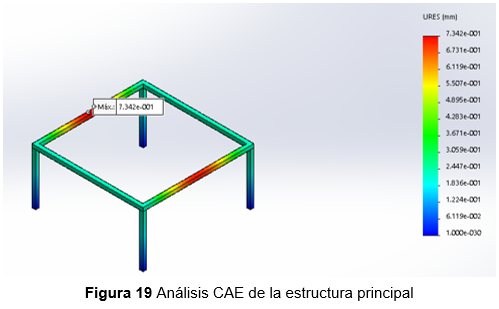 URES (mm)
7.342e-001
6.731e-001
6.119e-001
5.507e-001
4.895e-001
4.283e-001
3.671e-001
3.059e-001
2.447e-001
1.836e-001
1.224e-001
6.119e-002
1.000e-030
Máx.: 7.342e-001
Figura 19 Análisis CAE de la estructura principal